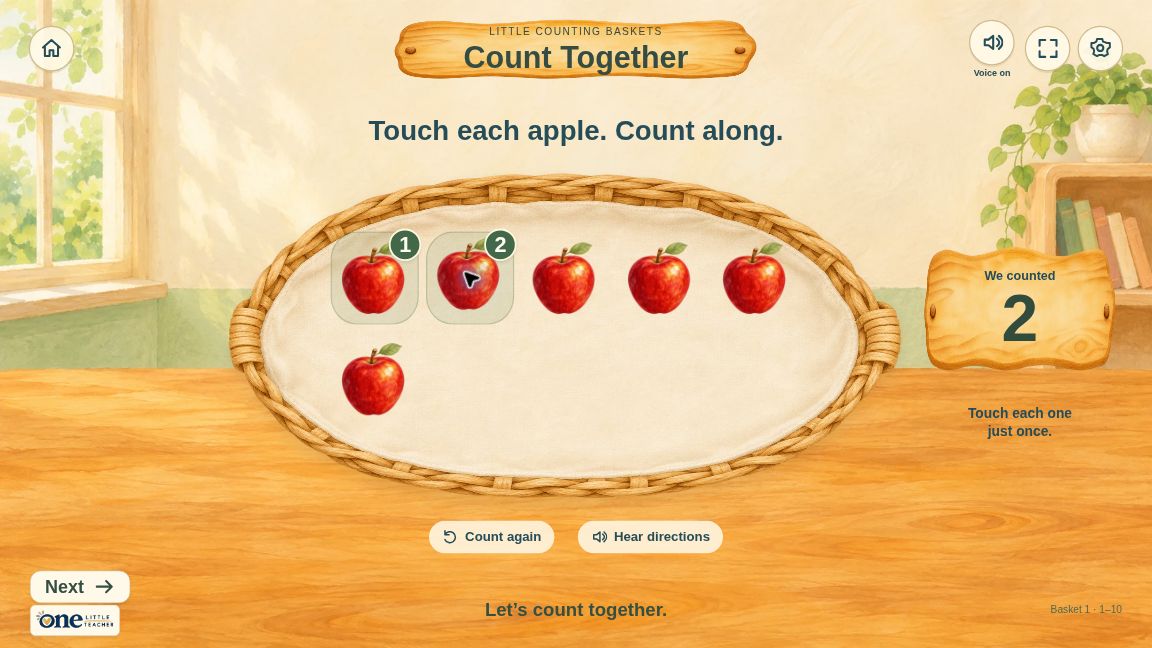 LITTLE COUNTING BASKETS
Count Together
Voice on
Touch each apple. Count along.
1
2
We counted
2
Touch each one
just once.
Count again
Hear directions
Next
one LITTLE TEACHER
Let’s count together.
Basket 1 · 1–10